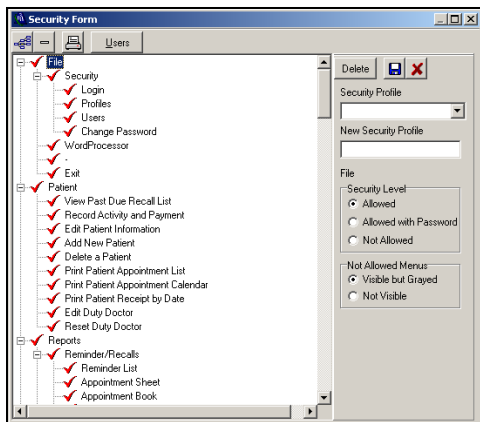 Security Form
Users
File
Security
Login
Profiles
Users
Change Password
WordProcessor
-
Exit
Patient
View Past Due Recall List
Record Activity and Payment
Edit Patient Information
Add New Patient
Delete a Patient
Print Patient Appointment List
Print Patient Appointment Calendar
Print Patient Receipt by Date
Edit Duty Doctor
Reset Duty Doctor
Reports
Reminder/Recalls
Reminder List
Appointment Sheet
Appointment Book
Delete
Security Profile
New Security Profile
File
Security Level
Allowed
Allowed with Password
Not Allowed
Not Allowed Menus
Visible but Grayed
Not Visible